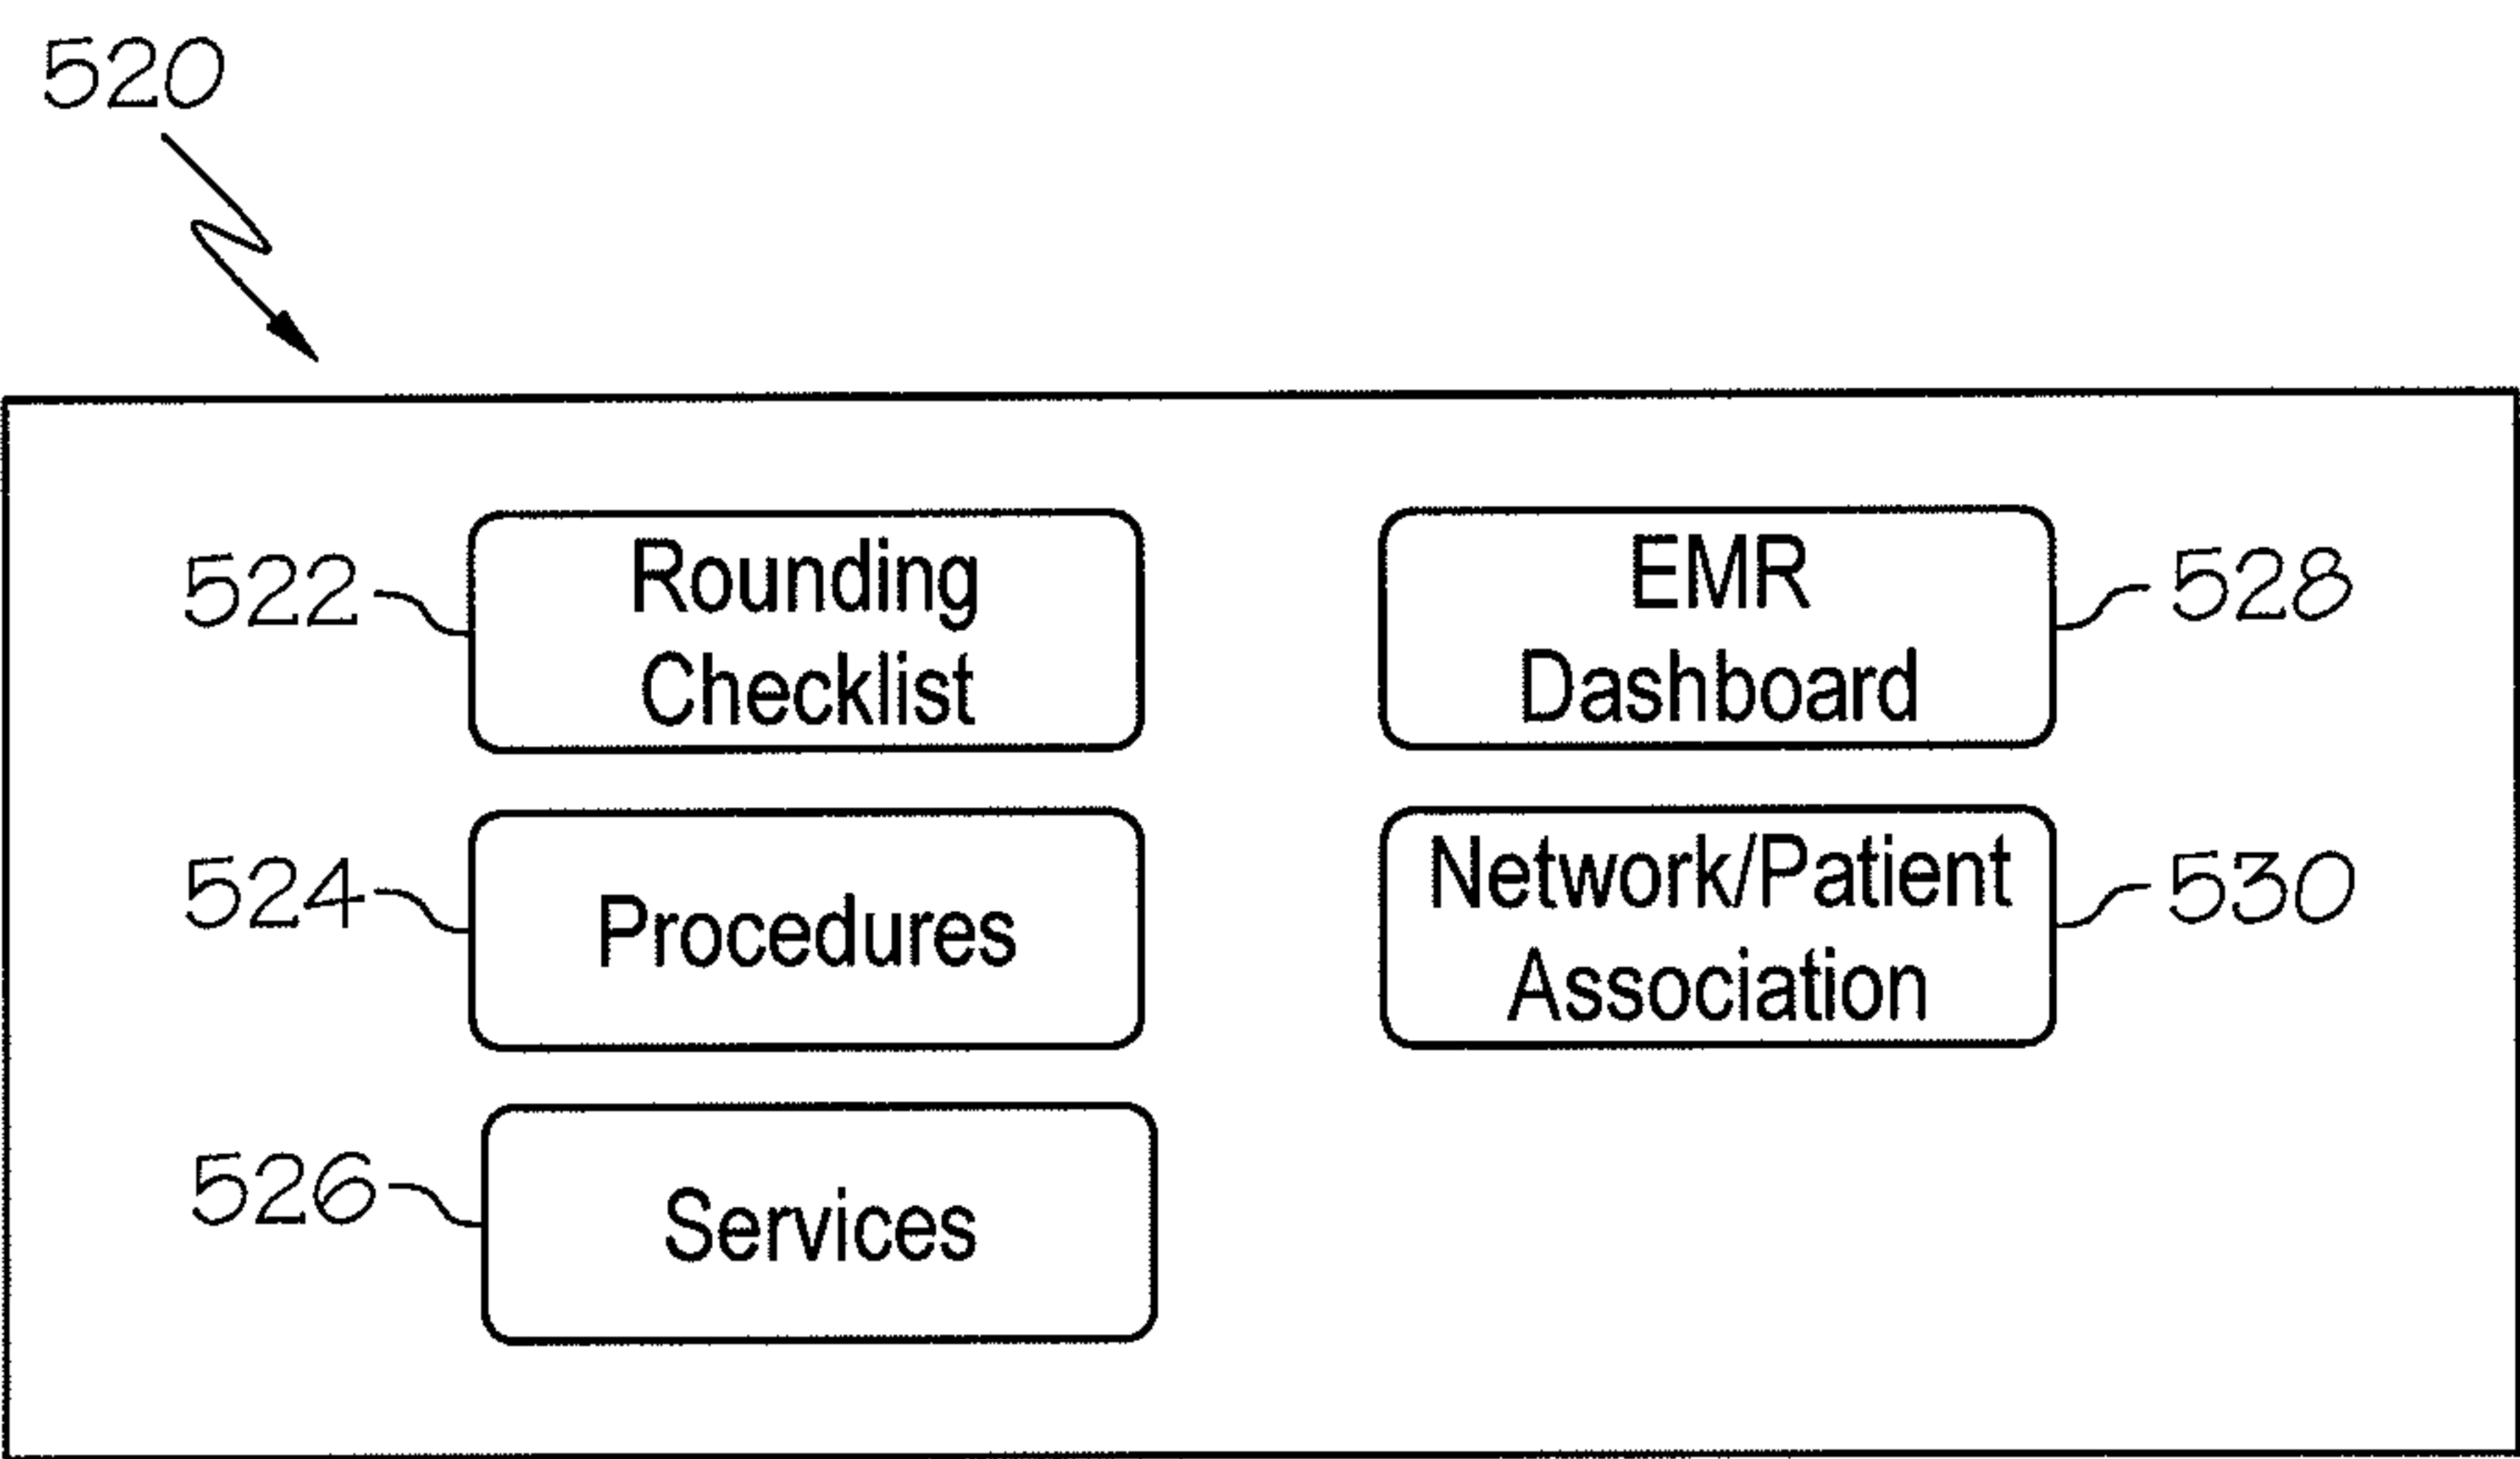 520
522
Rounding
Checklist
EMR
Dashboard
528
524
Procedures
Network/Patient
Association
530
526
Services